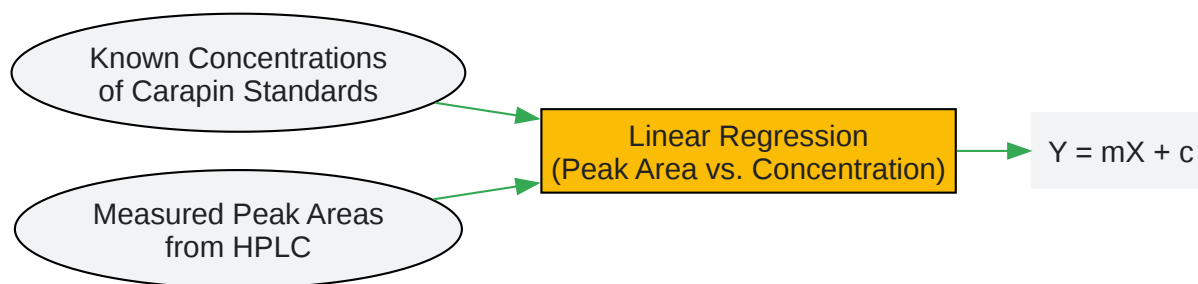 Known Concentrations
of Carapin Standards
Measured Peak Areas
from HPLC
Linear Regression
(Peak Area vs. Concentration)
Y = mX + c